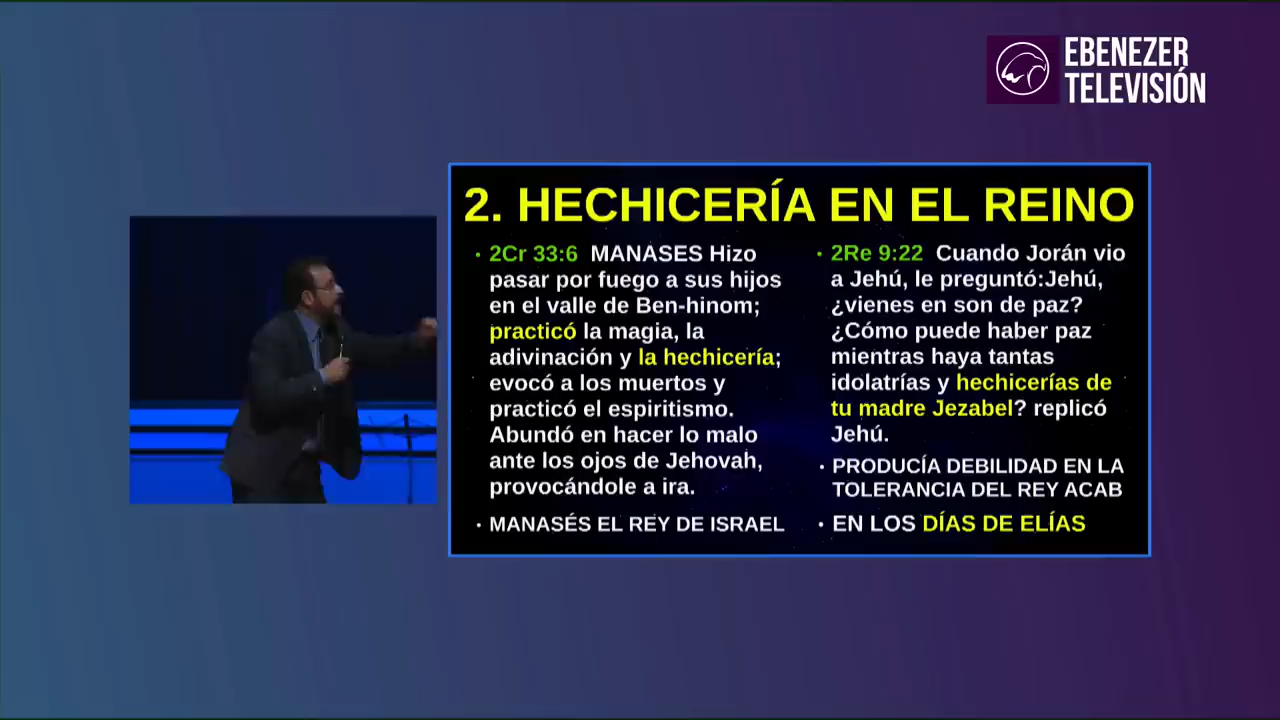 EBENEZER
TELEVISIÓN
2. HECHICERÍA EN EL REINO
• 2Cr 33:6 MANASES Hizo
pasar por fuego a sus hijos
en el valle de Ben-hinom;
practicó la magia, la
adivinación y la hechicería;
evocó a los muertos y
practicó el espiritismo.
Abundó en hacer lo malo
ante los ojos de Jehovah,
provocándole a ira.
• MANASÉS EL REY DE ISRAEL
• 2Re 9:22 Cuando Jorán vio
a Jehú, le preguntó:Jehú,
¿vienes en son de paz?
¿Cómo puede haber paz
mientras haya tantas
idolatrías y hechicerías de
tu madre Jezabel? replicó
Jehú.
• PRODUCÍA DEBILIDAD EN LA
TOLERANCIA DEL REY ACAB
• EN LOS DÍAS DE ELÍAS